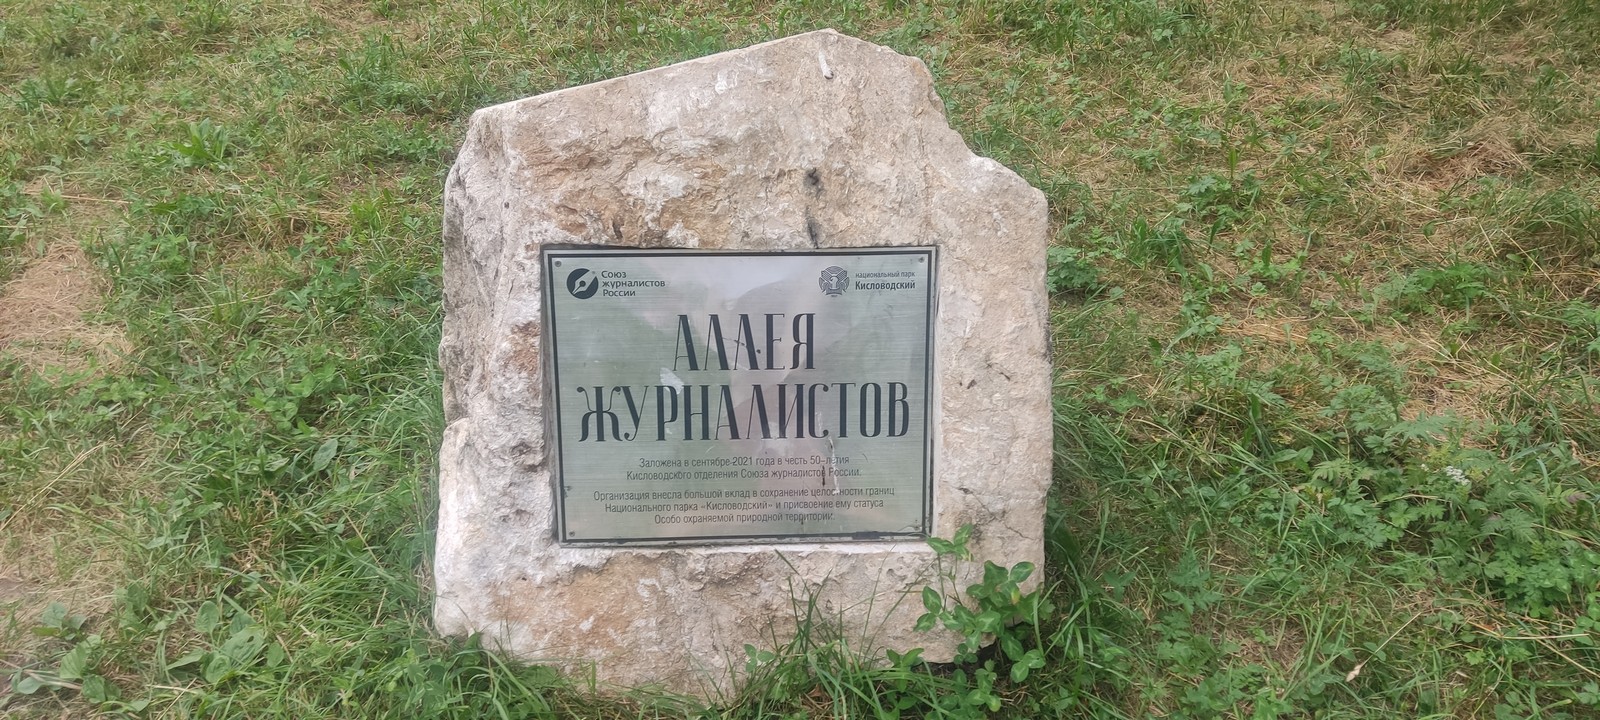 Союз
журналистов
России
национальный парк
Кисловодский
АЛЛЕЯ
ЖУРНАЛИСТОВ
Заложена в сентябре 2021 года в честь 50-летия
Кисловодского отделения Союза журналистов России.
Организация внесла большой вклад в сохранение целостности границ
Национального парка «Кисловодский» и присвоение ему статуса
Особо охраняемой природной территории.